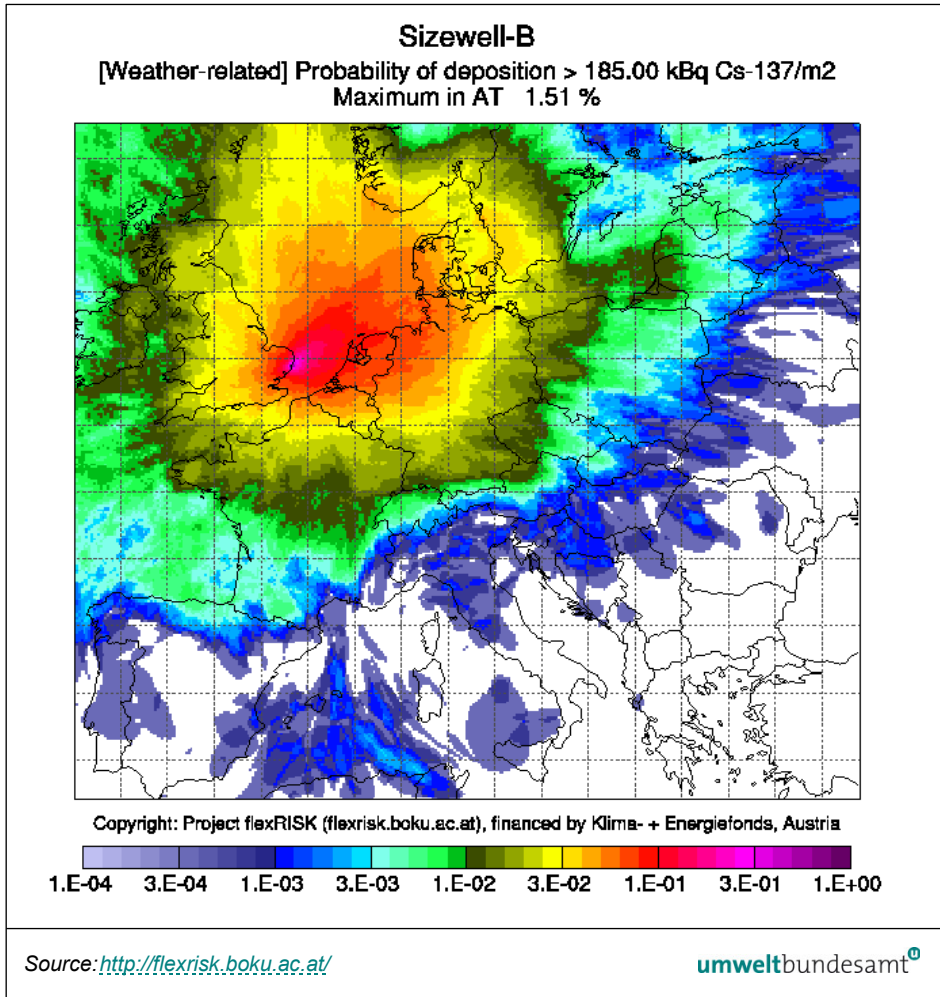 Sizewell-B
[Weather-related] Probability of deposition > 185.00 kBq Cs-137/m2
Maximum in AT 1.51 %
Copyright: Project flexRISK (flexrisk.boku.ac.at), financed by Klima- + Energiefonds, Austria
1.E-04 3.E-04 1.E-03 3.E-03 1.E-02 3.E-02 1.E-01 3.E-01 1.E+00
Source: http://flexrisk.boku.ac.at/
umweltbundesamt u